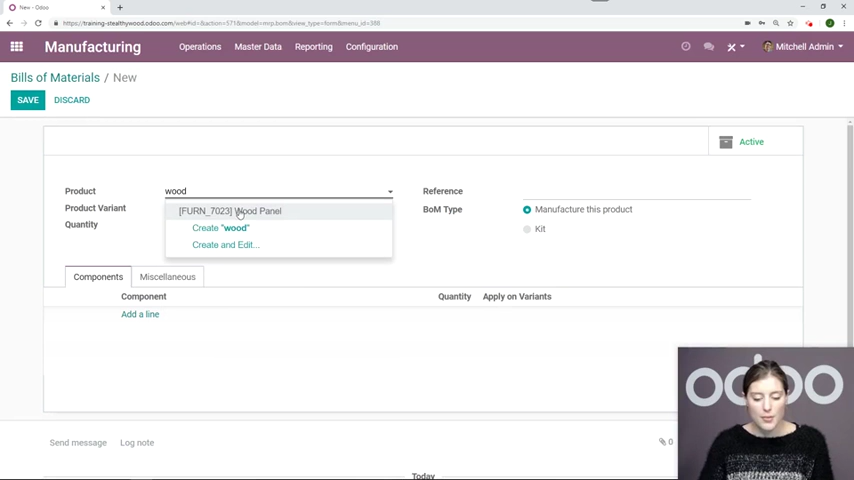 New - Odoo
https://training-stealthywood.odoo.com/web#id=&action=571&model=mrp.bom&view_type=form&menu_id=388
Manufacturing Operations Master Data Reporting Configuration Mitchell Admin
Bills of Materials / New
SAVE DISCARD
Active
Product wood Reference
Product Variant [FURN_7023] Wood Panel BoM Type Manufacture this product
Quantity Create "wood" Kit
Create and Edit...
Components Miscellaneous
Component Quantity Apply on Variants
Add a line
odoo
Send message Log note 0
Today